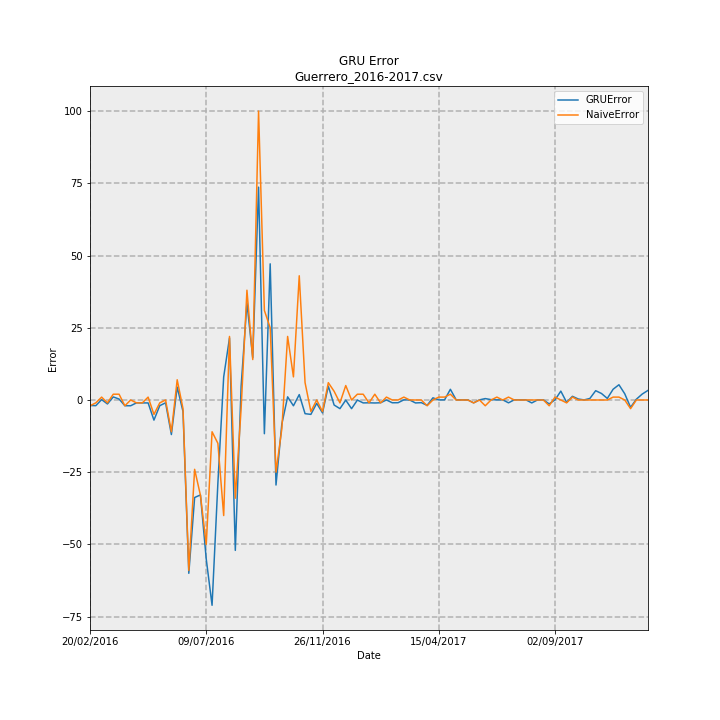 GRU Error
Guerrero_2016-2017.csv
GRUError
NaiveError
100
75
50
25
0
−25
−50
−75
Error
20/02/2016 09/07/2016 26/11/2016 15/04/2017 02/09/2017
Date